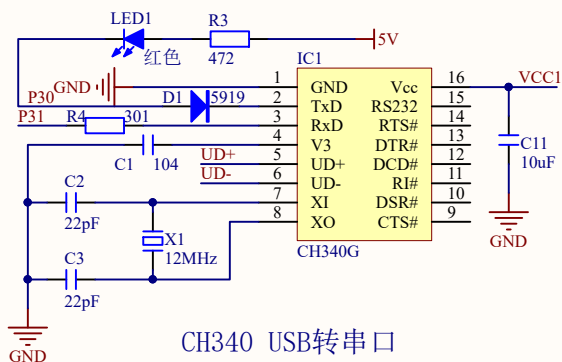 LED1
R3
红色
472
5V
IC1
GND
P30
D1
5919
P31
R4
301
C1
104
UD+
UD-
C2
22pF
X1
12MHz
C3
22pF
GND
1 GND Vcc 16
2 TxD RS232 15
3 RxD RTS# 14
4 V3 DTR# 13
5 UD+ DCD# 12
6 UD- RI# 11
7 XI DSR# 10
8 XO CTS# 9
CH340G
VCC1
C11
10uF
GND
CH340 USB转串口